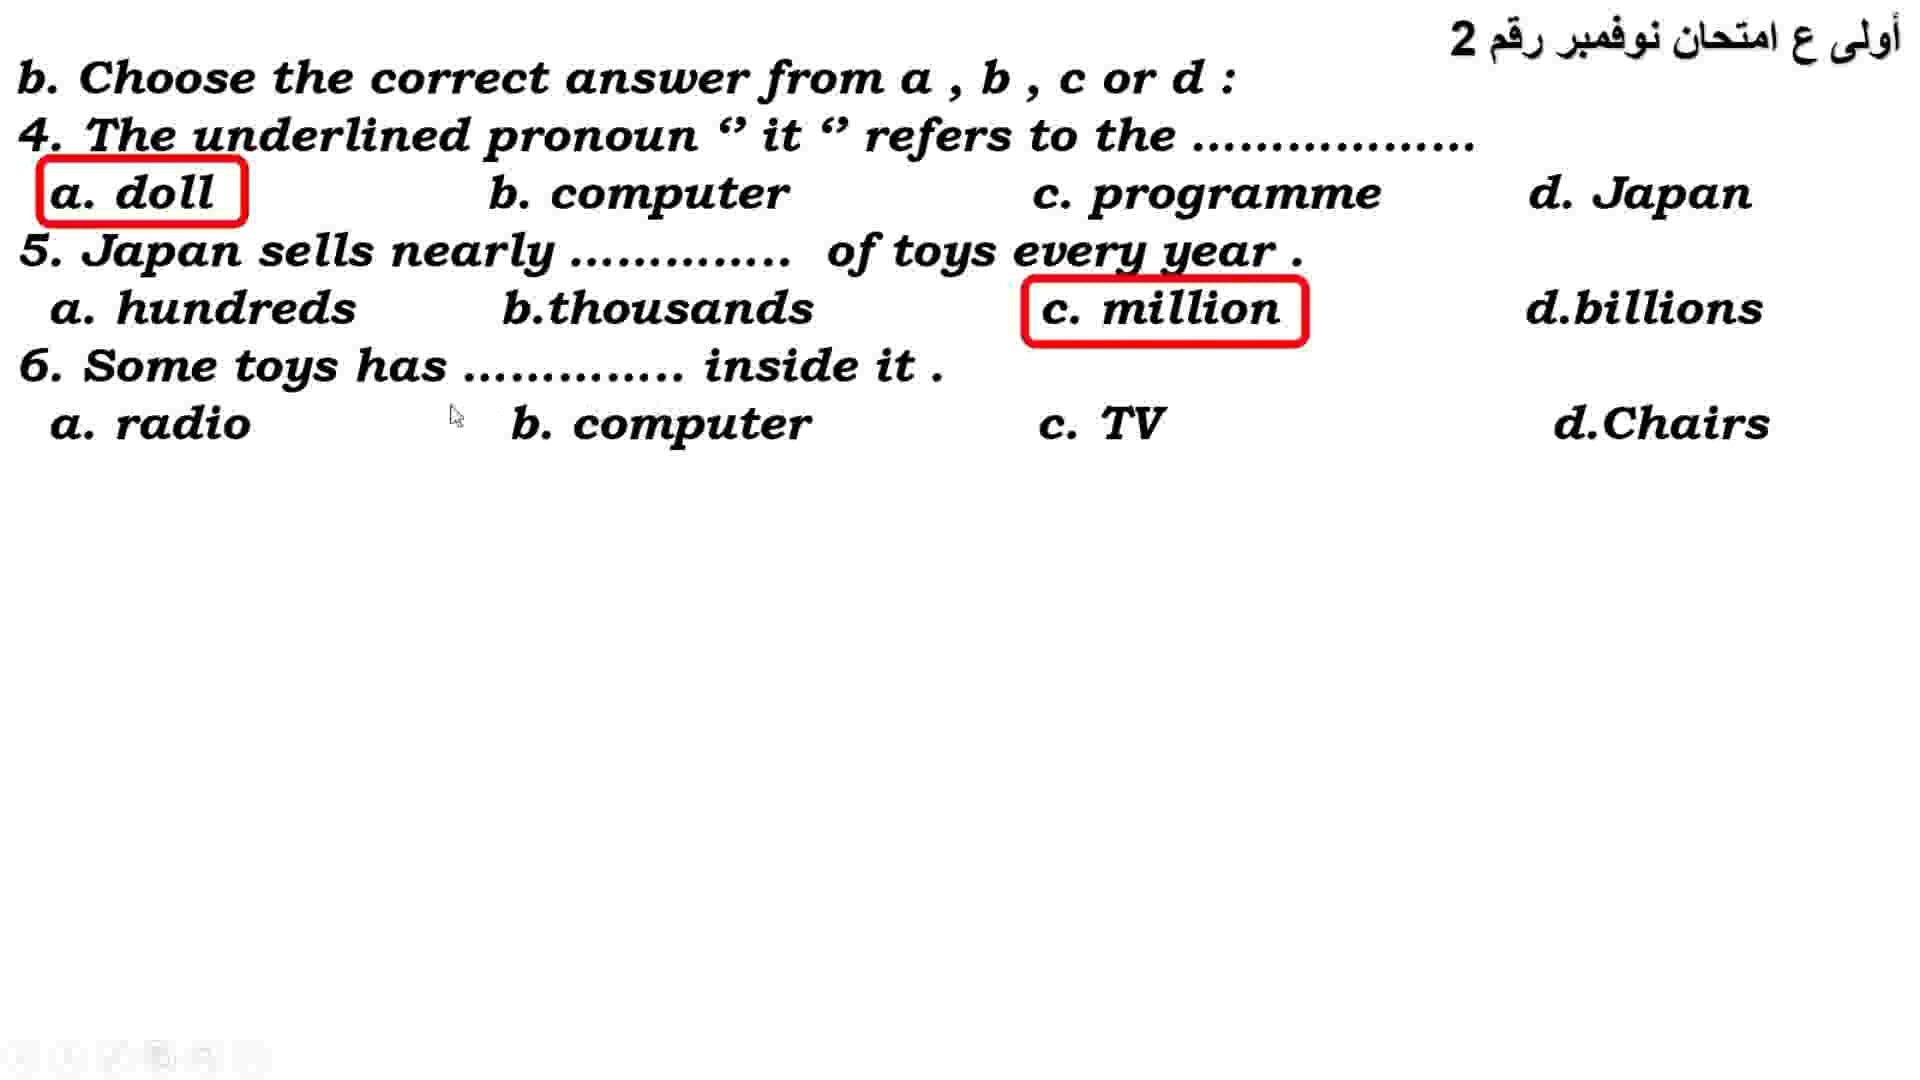 أولى ع امتحان نوفمبر رقم 2
b. Choose the correct answer from a , b , c or d :
4. The underlined pronoun ‘’ it ‘’ refers to the ………………
a. doll b. computer c. programme d. Japan
5. Japan sells nearly ………….. of toys every year .
a. hundreds b.thousands c. million d.billions
6. Some toys has ………….. inside it .
a. radio b. computer c. TV d.Chairs